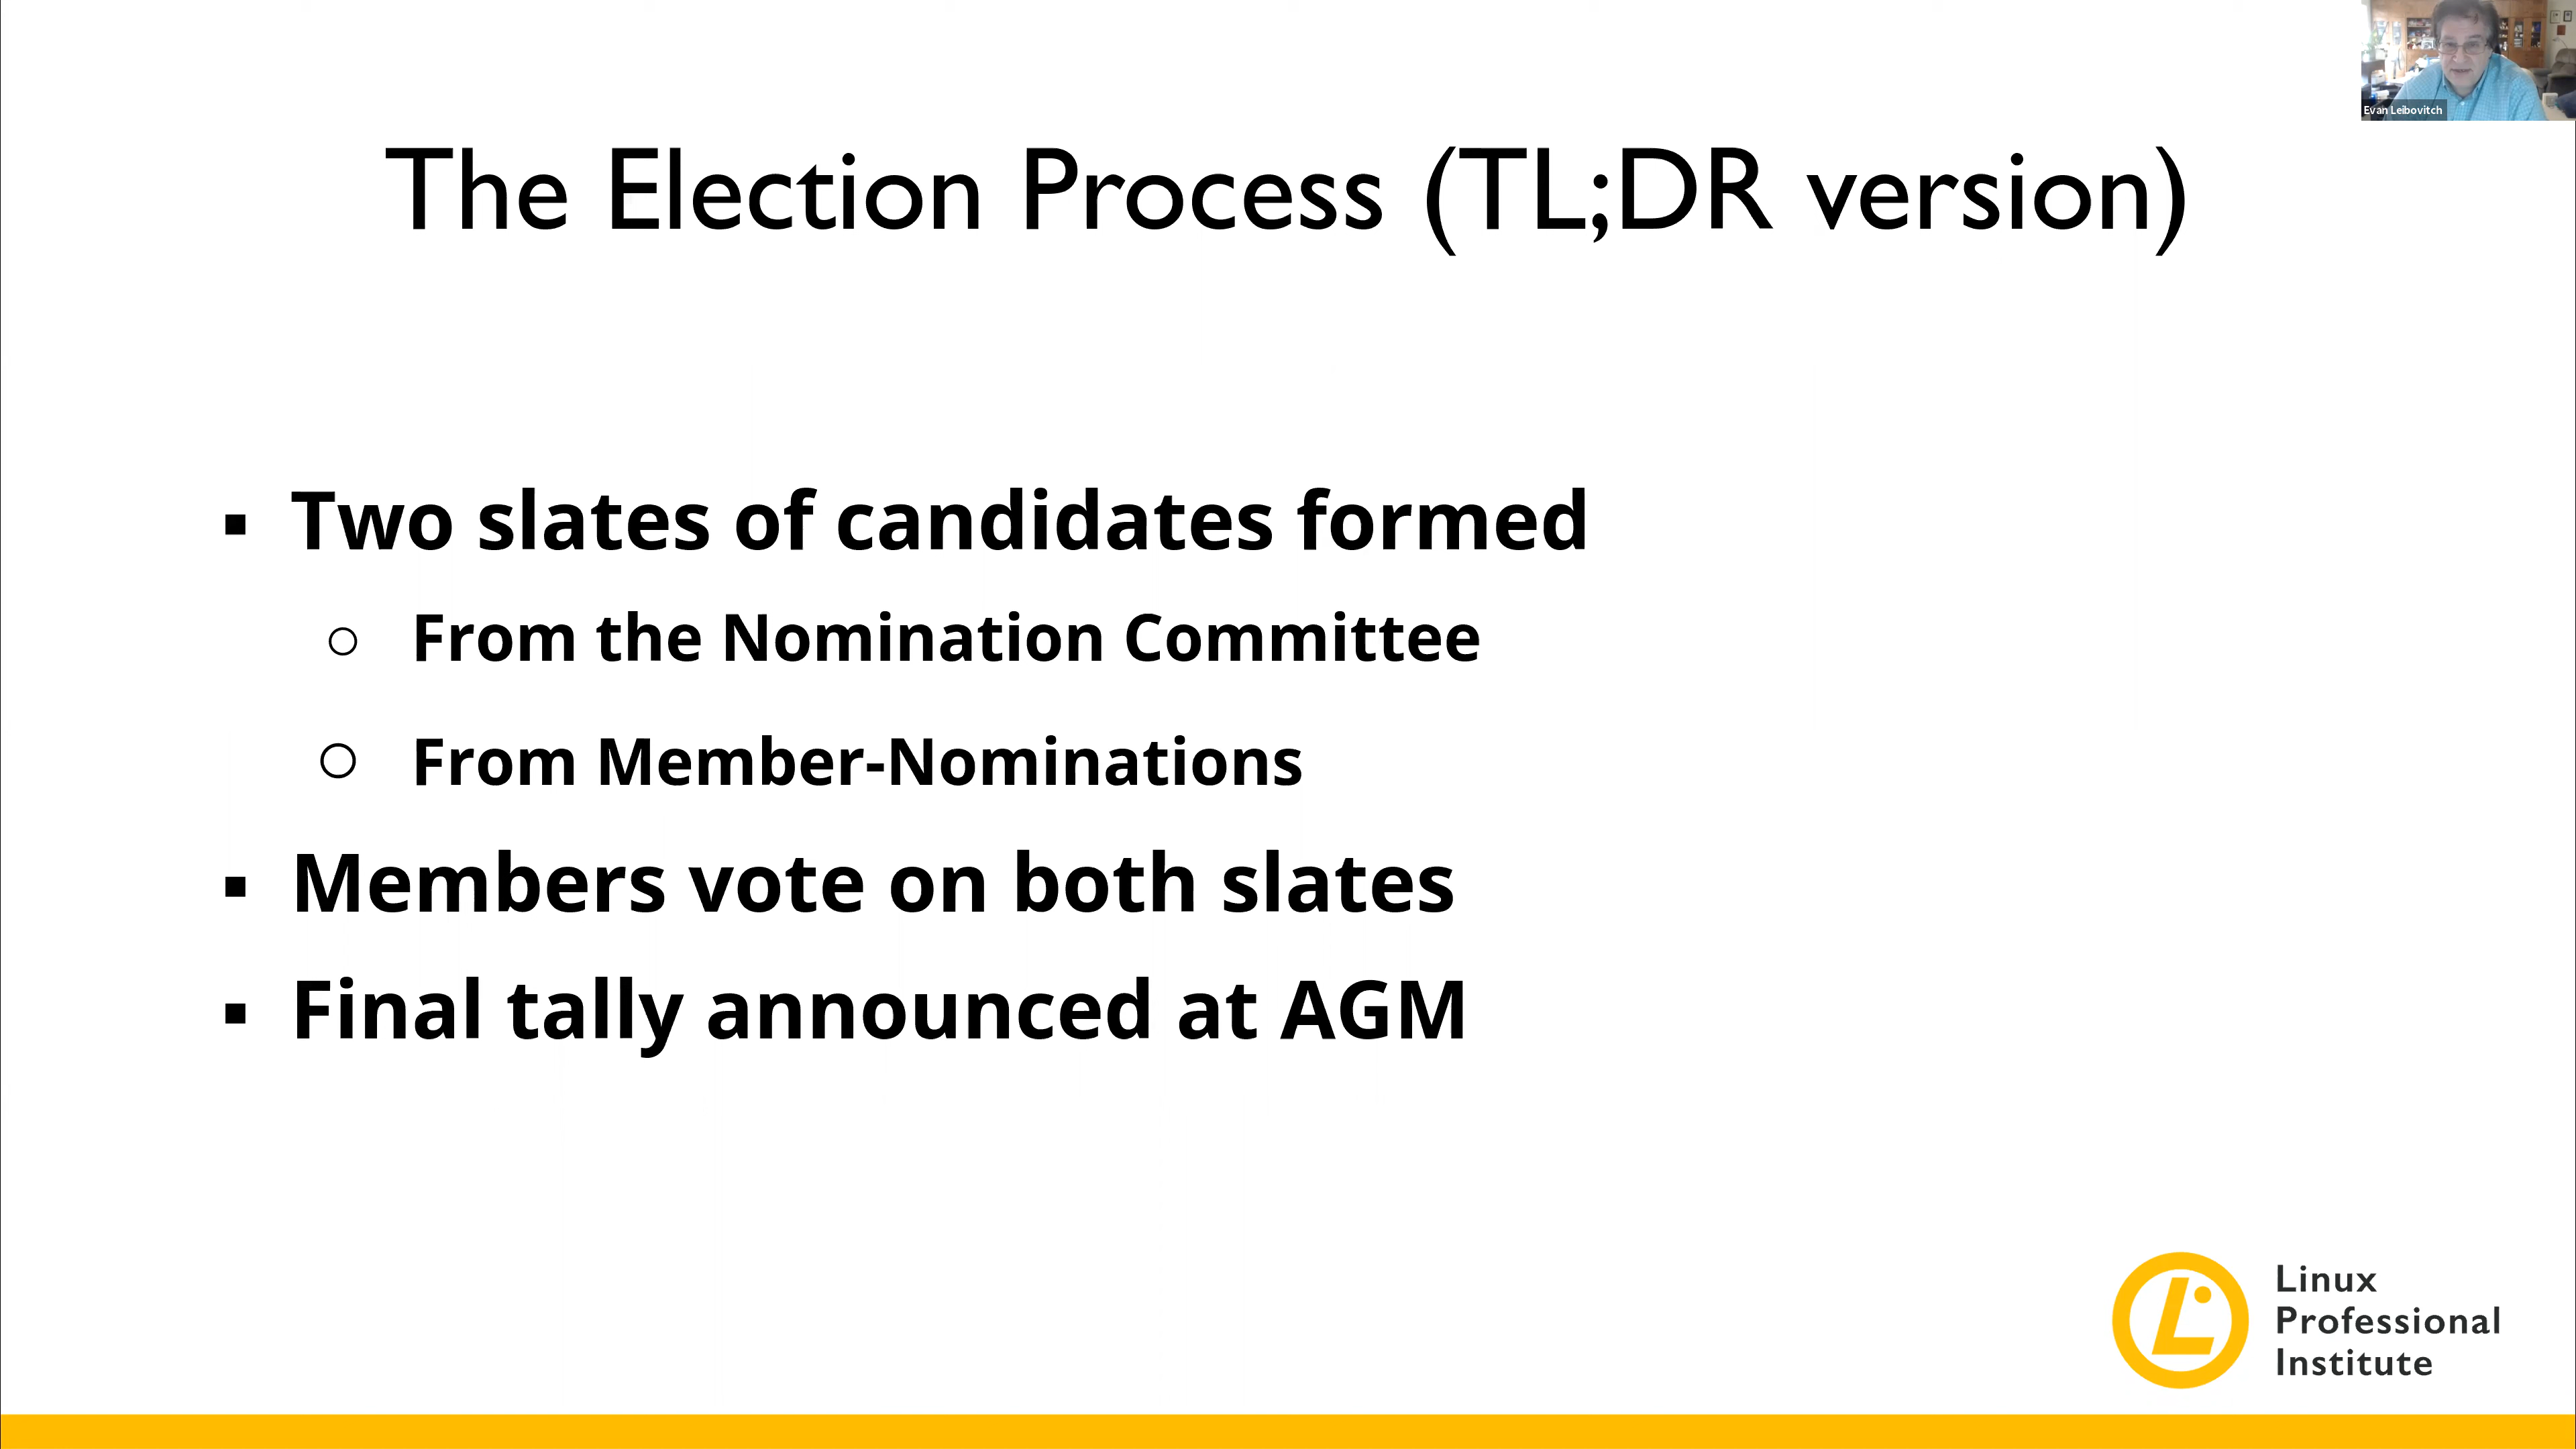 Evan Leibovitch
The Election Process (TL;DR version)
▪ Two slates of candidates formed
○ From the Nomination Committee
○ From Member-Nominations
▪ Members vote on both slates
▪ Final tally announced at AGM
Linux
Professional
Institute